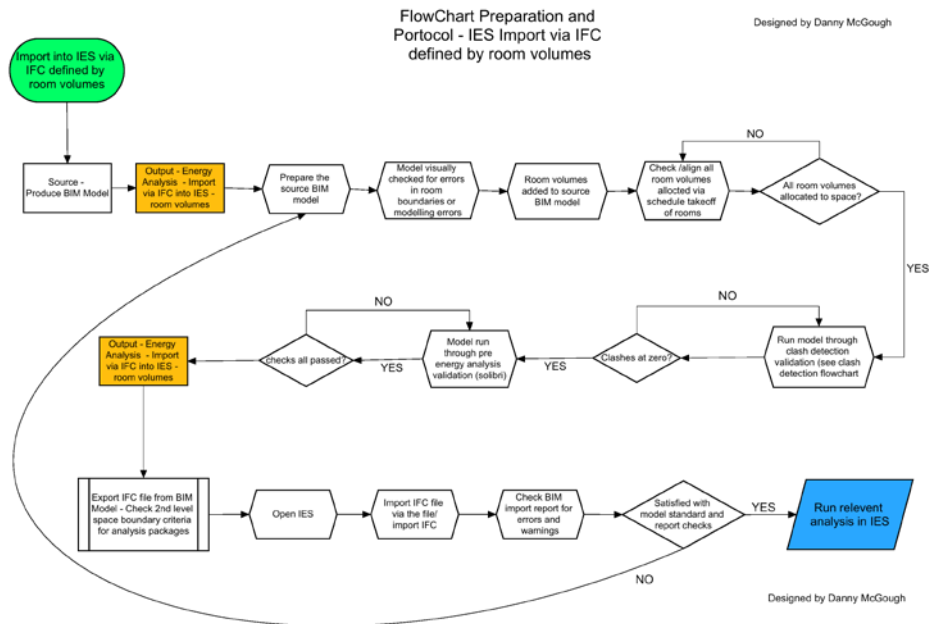 FlowChart Preparation and
Portocol - IES Import via IFC
defined by room volumes
Designed by Danny McGough
Import into IES via
IFC defined by
room volumes
Source -
Produce BIM Model
Output - Energy
Analysis - Import
via IFC into IES -
room volumes
Prepare the
source BIM
model
Model visually
checked for errors
in room
boundaries or
modelling errors
Room volumes
added to source
BIM model
Check /align all
room volumes
allocted via
schedule takeoff
of rooms
NO
All room volumes
allocated to space?
YES
NO
Run model through
clash detection
validation (see clash
detection flowchart
Clashes at zero?
YES
NO
Model run
through pre
energy analysis
validation (solibri)
YES
checks all passed?
Output - Energy
Analysis - Import
via IFC into IES -
room volumes
Export IFC file from BIM
Model - Check 2nd level
space boundary criteria
for analysis packages
Open IES
Import IFC file
via the file/
import IFC
Check BIM
import report for
errors and
warnings
Satisfied with
model standard and
report checks
YES
Run relevent
analysis in IES
NO
Designed by Danny McGough